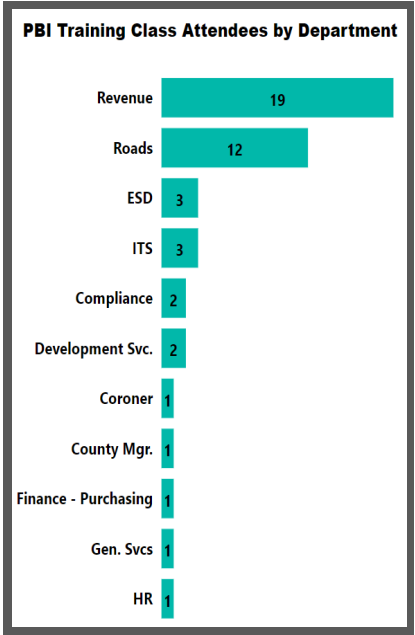 PBI Training Class Attendees by Department
Revenue 19
Roads 12
ESD 3
ITS 3
Compliance 2
Development Svc. 2
Coroner 1
County Mgr. 1
Finance - Purchasing 1
Gen. Svcs 1
HR 1